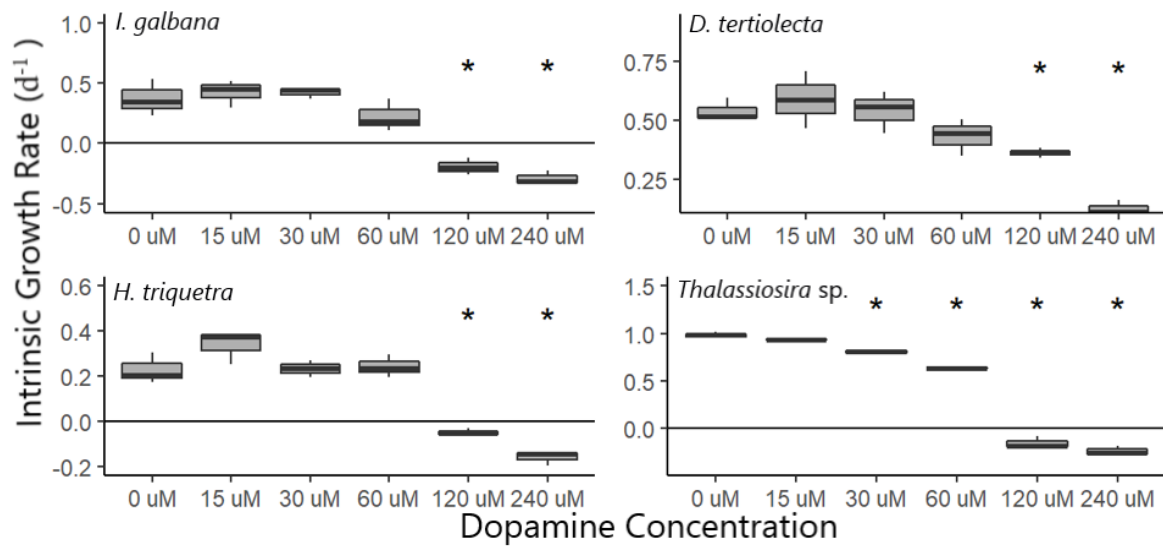 Intrinsic Growth Rate (d⁻¹)
I. galbana
* *
1.0
0.5
0.0
-0.5
0 uM 15 uM 30 uM 60 uM 120 uM 240 uM
D. tertiolecta
* *
0.75
0.50
0.25
0 uM 15 uM 30 uM 60 uM 120 uM 240 uM
H. triquetra
* *
0.6
0.4
0.2
0.0
-0.2
0 uM 15 uM 30 uM 60 uM 120 uM 240 uM
Thalassiosira sp.
* * * *
1.5
1.0
0.5
0.0
0 uM 15 uM 30 uM 60 uM 120 uM 240 uM
Dopamine Concentration